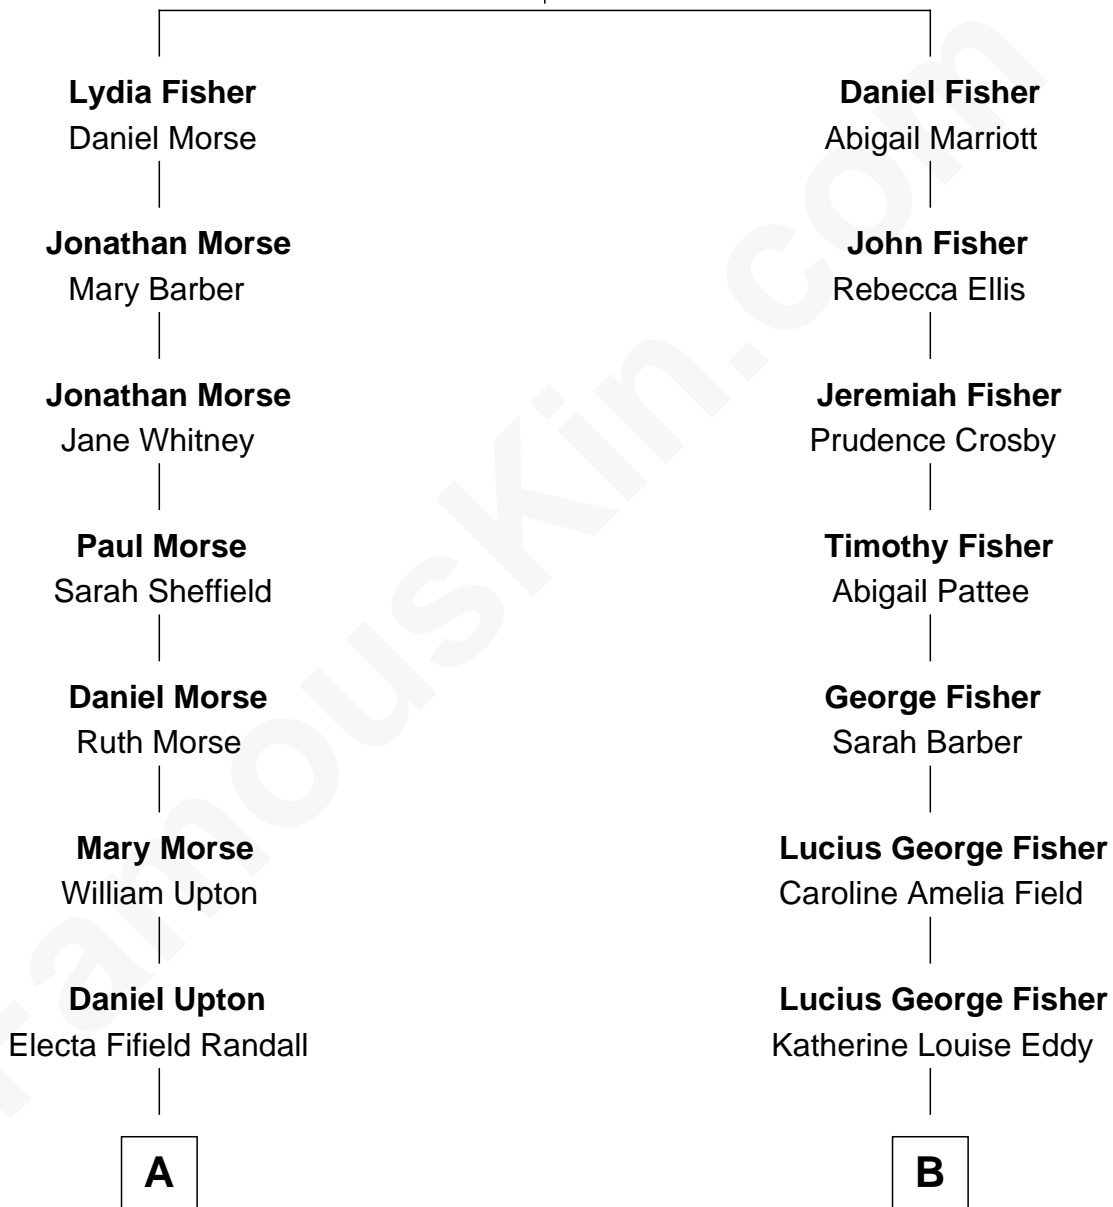 Lydia Fisher
Daniel Morse
Jonathan Morse
Mary Barber
Jonathan Morse
Jane Whitney
Paul Morse
Sarah Sheffield
Daniel Morse
Ruth Morse
Mary Morse
William Upton
Daniel Upton
Electa Fifield Randall
A
Daniel Fisher
Abigail Marriott
John Fisher
Rebecca Ellis
Jeremiah Fisher
Prudence Crosby
Timothy Fisher
Abigail Pattee
George Fisher
Sarah Barber
Lucius George Fisher
Caroline Amelia Field
Lucius George Fisher
Katherine Louise Eddy
B
FamousKin.com